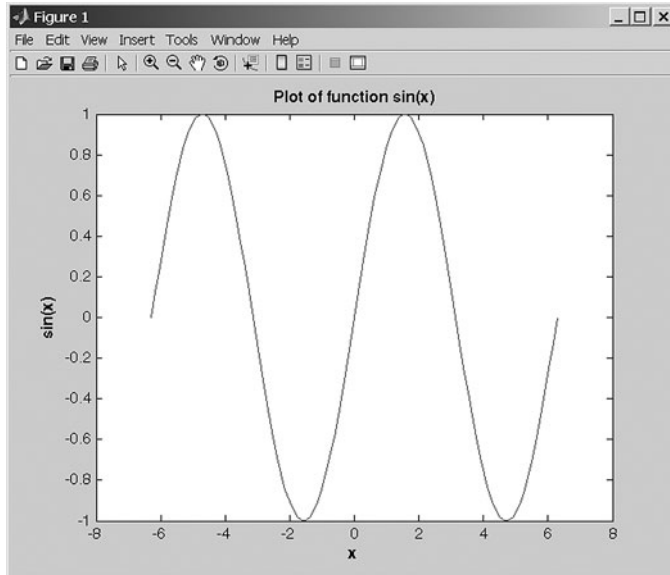 Figure 1
File Edit View Insert Tools Window Help
Plot of function sin(x)
1
0.8
0.6
0.4
0.2
0
-0.2
-0.4
-0.6
-0.8
-1
sin(x)
-8 -6 -4 -2 0 2 4 6 8
x